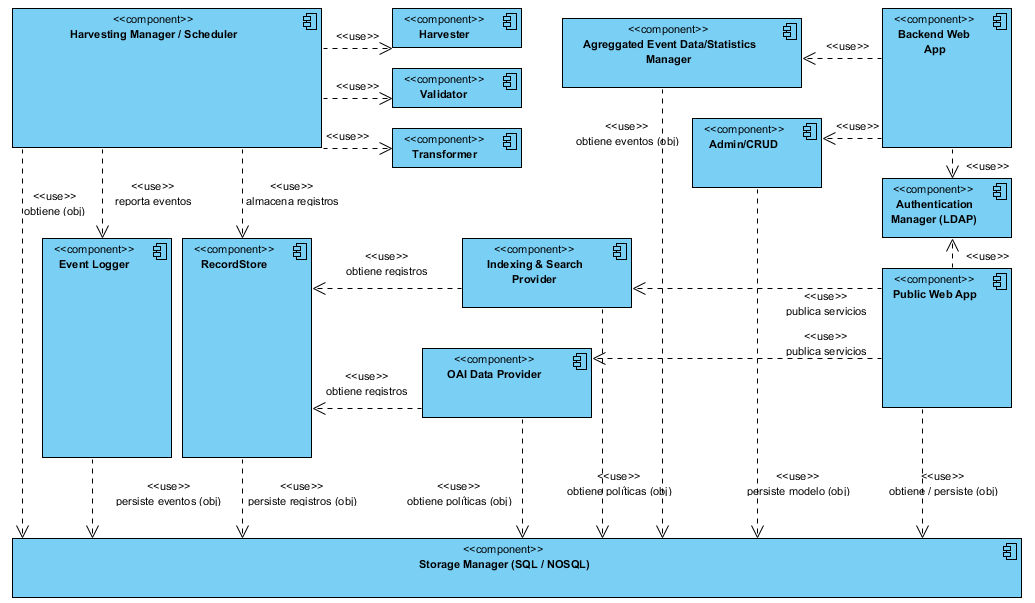 <<component>>
Harvesting Manager / Scheduler
<<use>>
<<component>>
Harvester
<<use>>
<<component>>
Validator
<<use>>
<<component>>
Transformer
<<component>>
Agreggated Event Data/Statistics
Manager
<<use>>
<<component>>
Backend Web
App
<<use>>
obtiene eventos (obj)
<<component>>
Admin/CRUD
<<use>>
<<use>>
<<component>>
Authentication
Manager (LDAP)
<<use>>
<<use>>
obtiene (obj)
<<use>>
reporta eventos
<<use>>
almacena registros
<<component>>
Event Logger
<<component>>
RecordStore
<<use>>
obtiene registros
<<component>>
Indexing & Search
Provider
<<component>>
Public Web App
<<use>>
publica servicios
<<use>>
publica servicios
<<component>>
OAI Data Provider
<<use>>
obtiene registros
<<use>>
persiste eventos (obj)
<<use>>
persiste registros (obj)
<<use>>
obtiene políticas (obj)
<<use>>
obtiene políticas (obj)
<<use>>
persiste modelo (obj)
<<use>>
obtiene / persiste (obj)
<<component>>
Storage Manager (SQL / NOSQL)